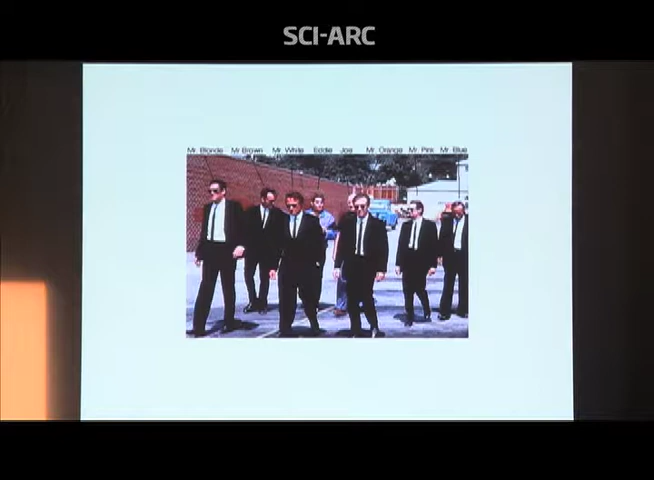 SCI-ARC
Mr. Blonde Mr Brown Mr. White Eddie Joe Mr. Orange Mr. Pink Mr. Blue